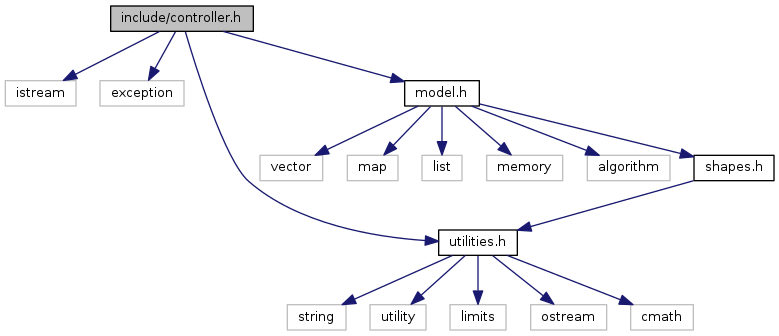 include/controller.h
istream
exception
model.h
vector
map
list
memory
algorithm
shapes.h
utilities.h
string
utility
limits
ostream
cmath